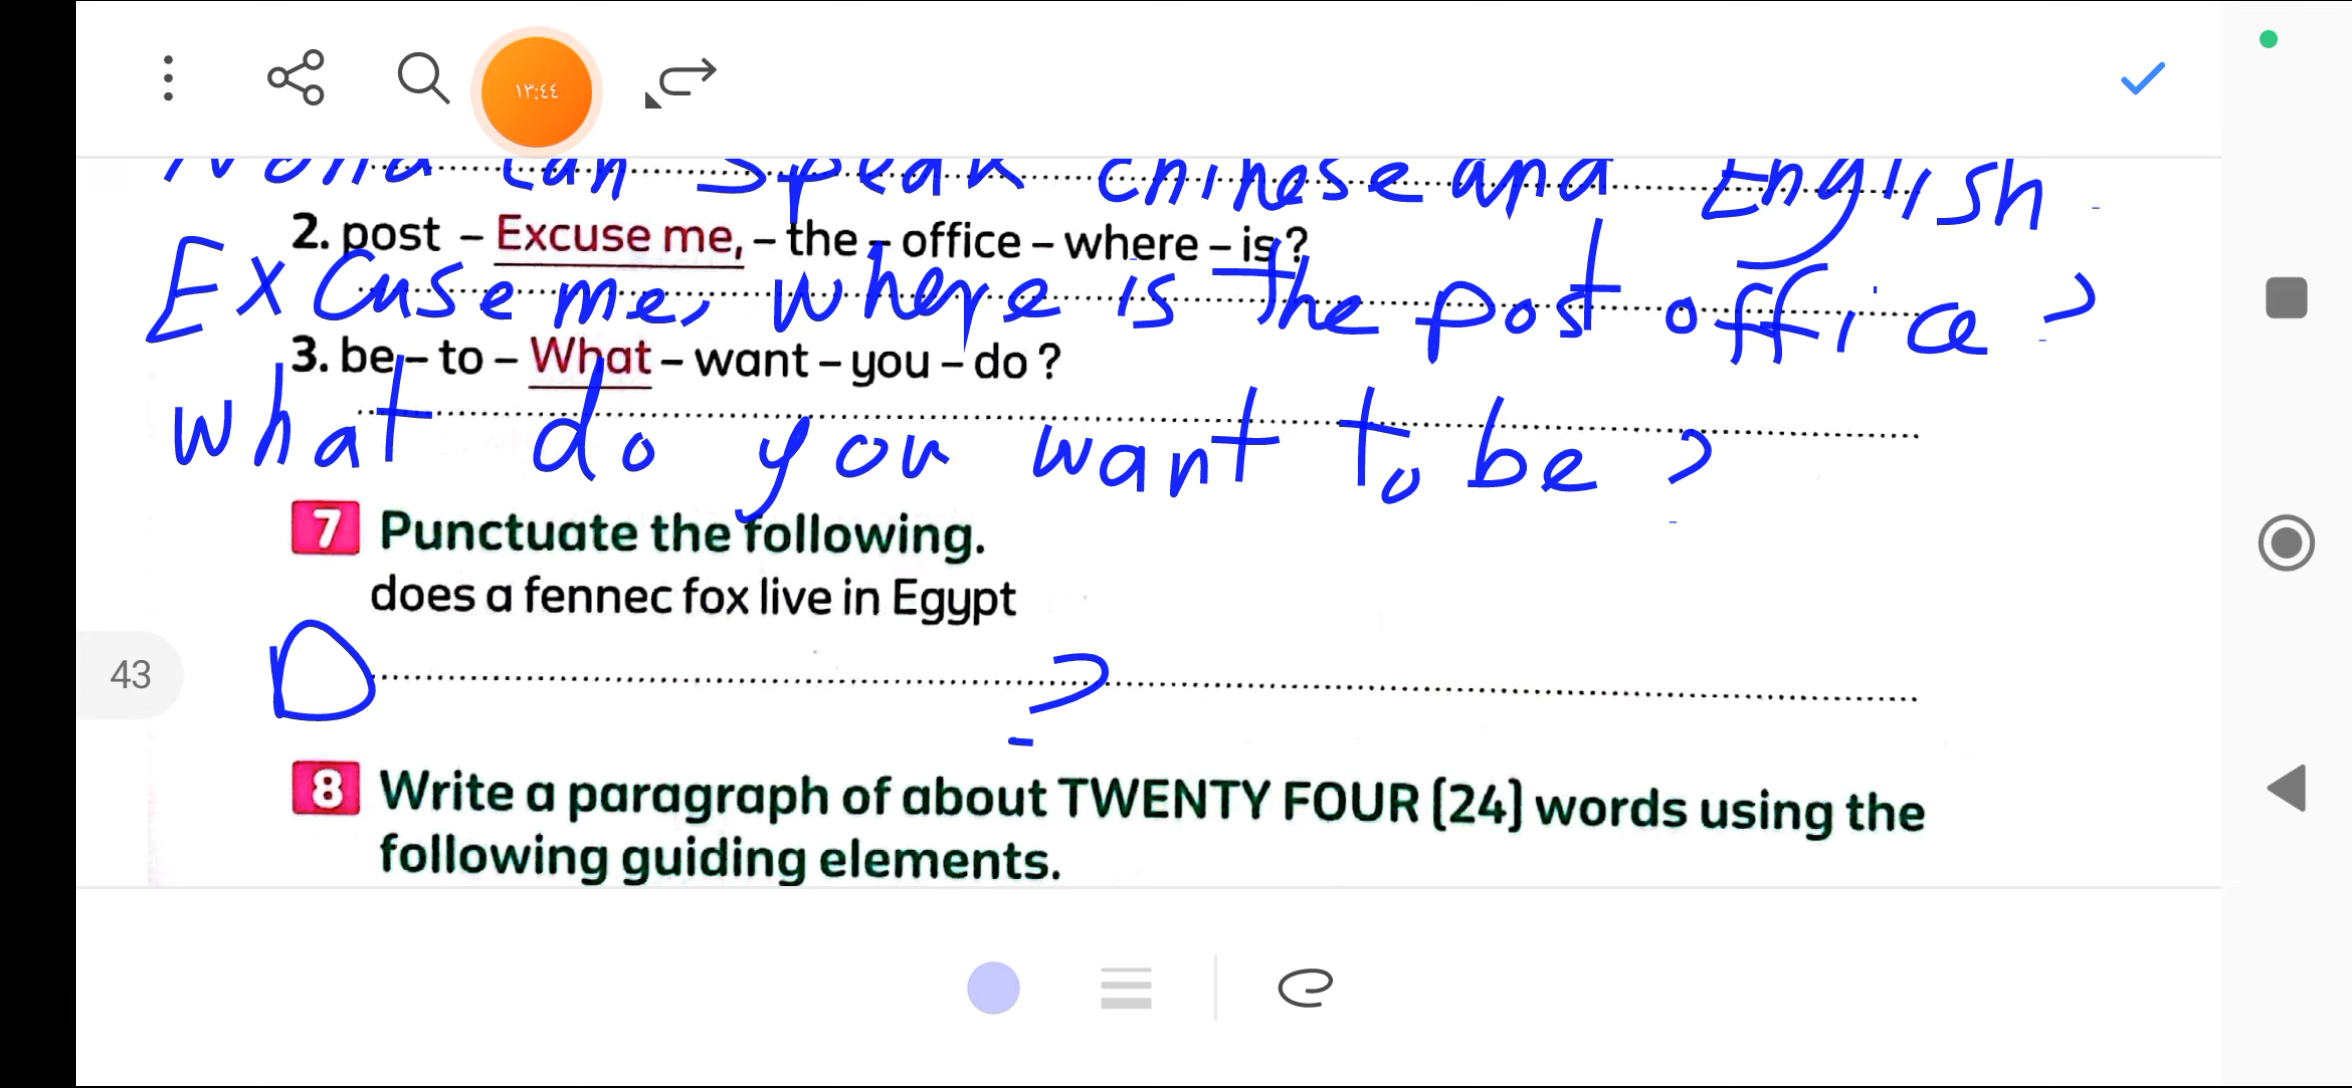 ١٣:٤٤
can speak chinese and English
2. post – Excuse me, – the – office – where – is ?
Excuse me, where is the post office ?
3. be – to – What – want – you – do ?
what do you want to be ?
7 Punctuate the following.
does a fennec fox live in Egypt
D ?
43
8 Write a paragraph of about TWENTY FOUR (24) words using the
following guiding elements.